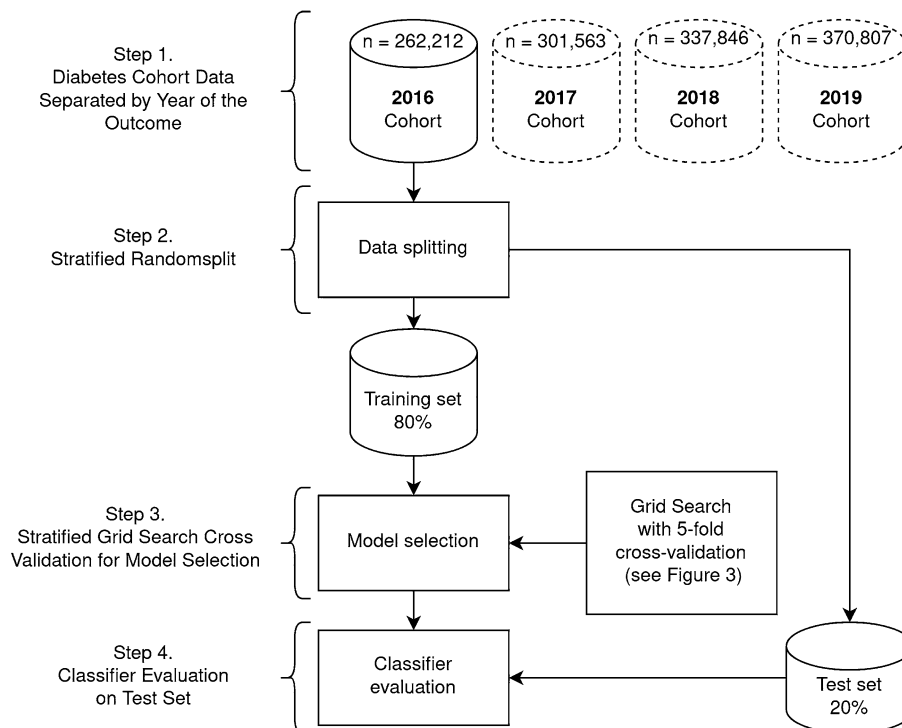 Step 1.
Diabetes Cohort Data
Separated by Year of the
Outcome
n = 262,212
2016
Cohort
n = 301,563
2017
Cohort
n = 337,846
2018
Cohort
n = 370,807
2019
Cohort
Step 2.
Stratified Randomsplit
Data splitting
Training set
80%
Step 3.
Stratified Grid Search Cross
Validation for Model Selection
Model selection
Grid Search
with 5-fold
cross-validation
(see Figure 3)
Step 4.
Classifier Evaluation
on Test Set
Classifier
evaluation
Test set
20%